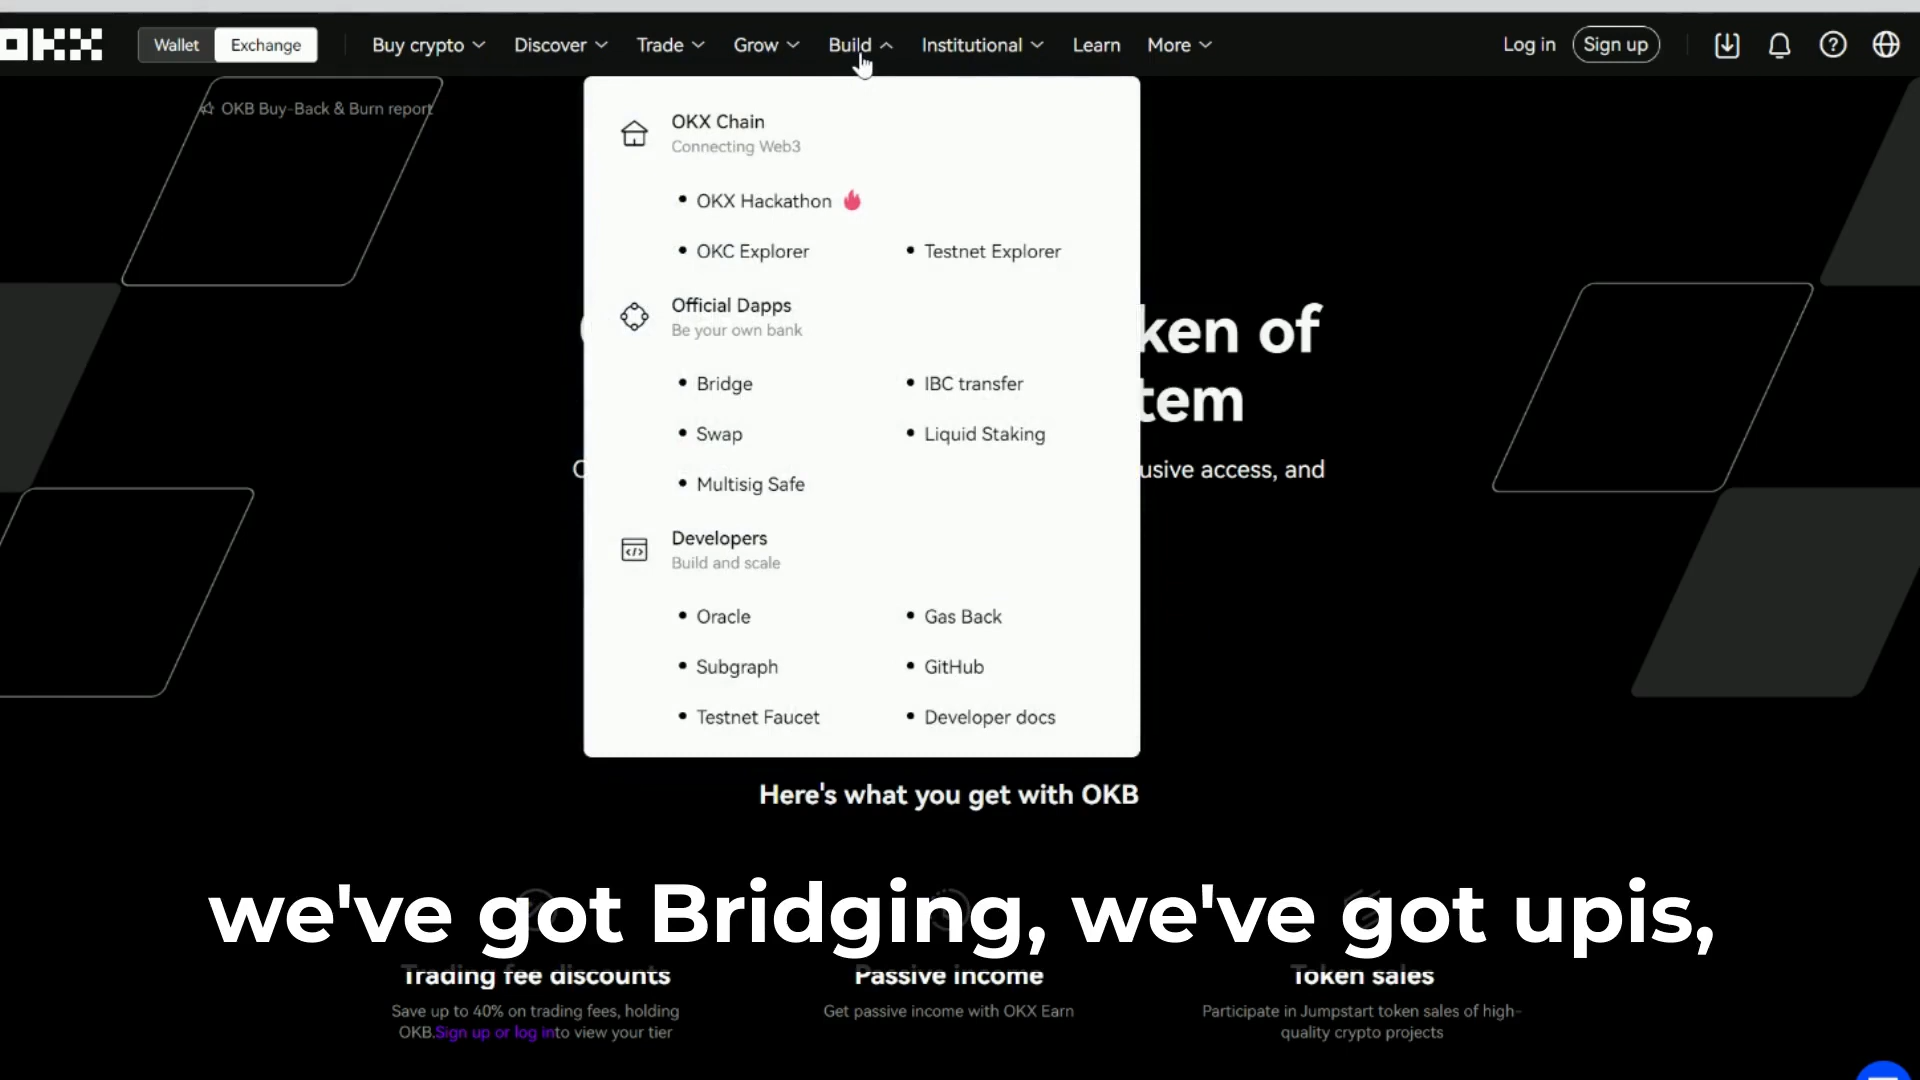 OKX
Wallet Exchange Buy crypto Discover Trade Grow Build Institutional Learn More Log in Sign up
OKB Buy-Back & Burn report
OKX Chain
Connecting Web3
OKX Hackathon
OKC Explorer Testnet Explorer
Official Dapps
Be your own bank
ken of
Bridge IBC transfer
tem
Swap Liquid Staking
usive access, and
Multisig Safe
Developers
Build and scale
Oracle Gas Back
Subgraph GitHub
Testnet Faucet Developer docs
Here's what you get with OKB
we've got Bridging, we've got upis,
Trading fee discounts Passive income Token sales
Save up to 40% on trading fees, holding Get passive income with OKX Earn Participate in Jumpstart token sales of high-
OKB.Sign up or log into view your tier quality crypto projects